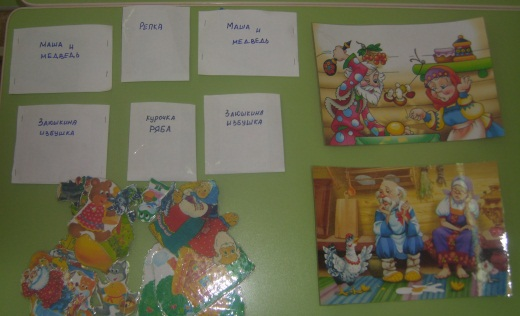 МАША И
МЕДВЕДЬ
РЕПКА
МАША И
МЕДВЕДЬ
ЗАЮШКИНА
ИЗБУШКА
КУРОЧКА
РЯБА
ЗАЮШКИНА
ИЗБУШКА